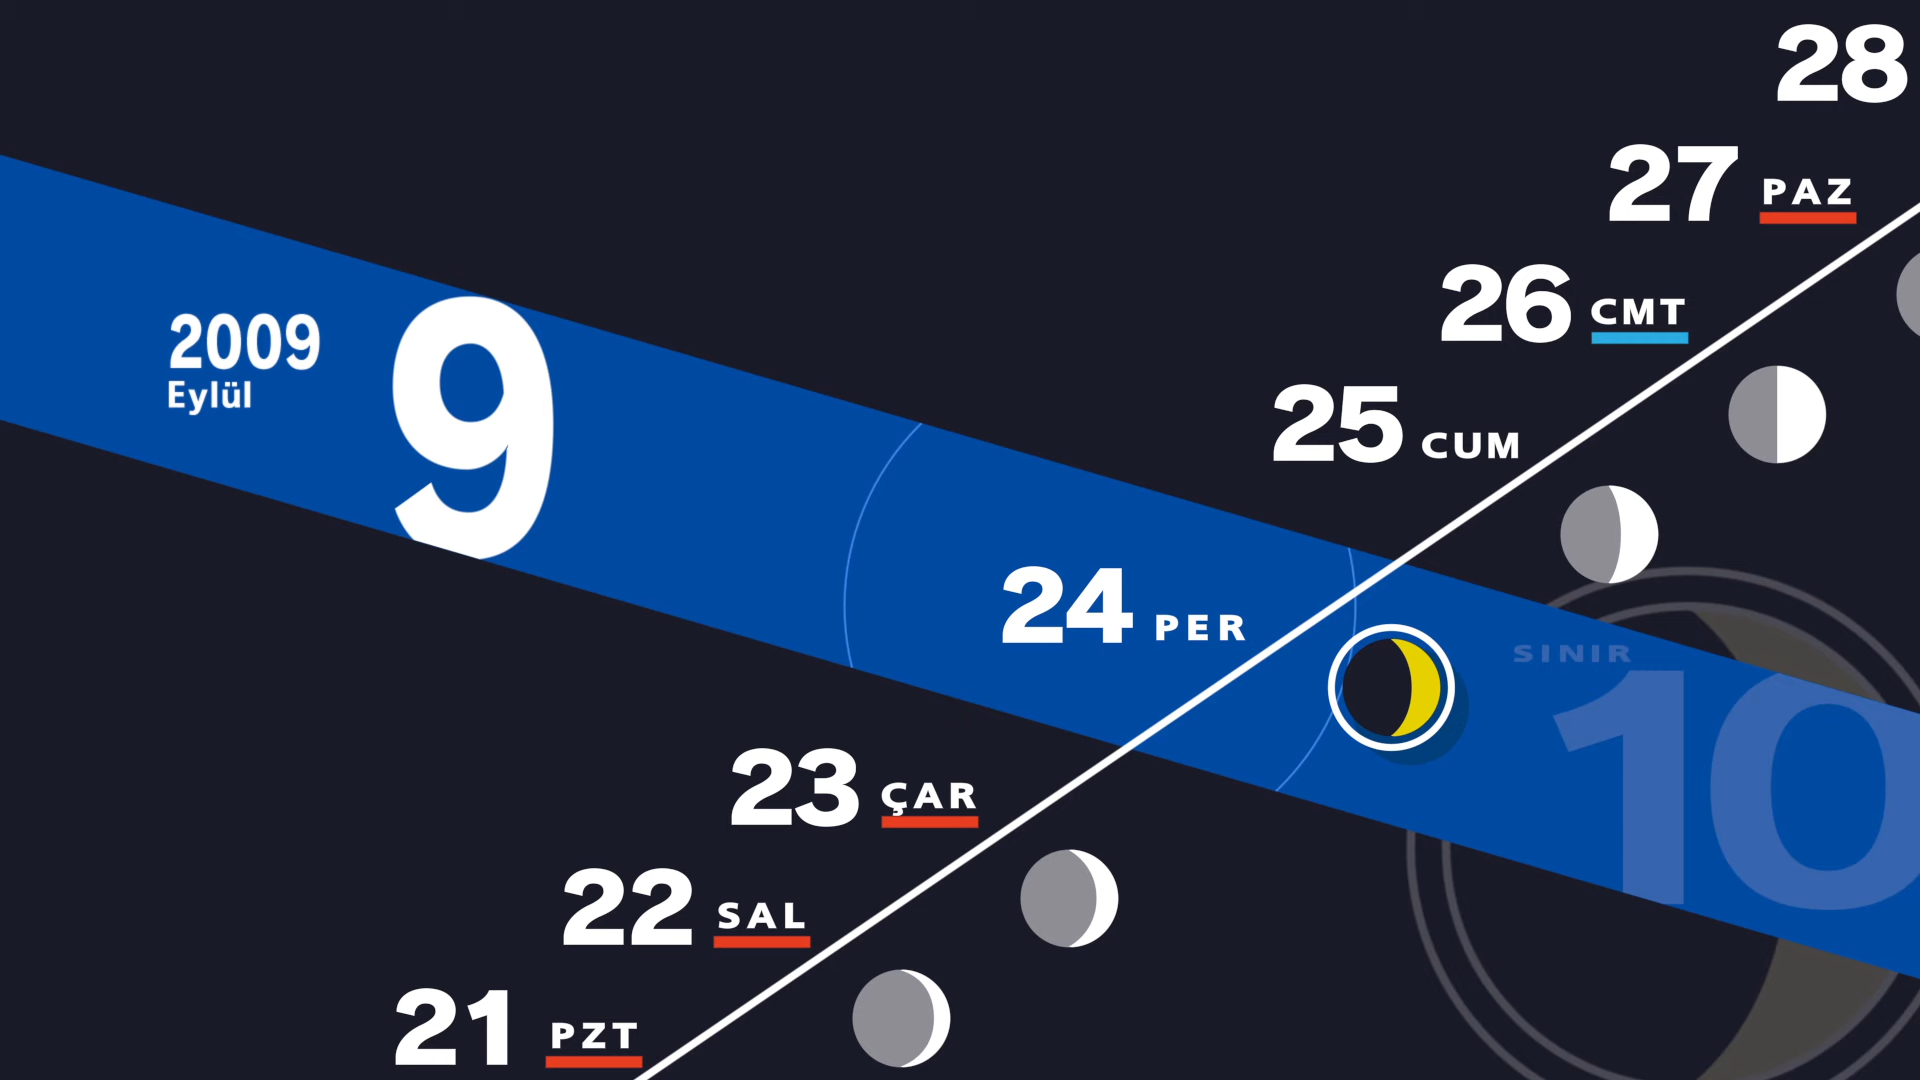 28
27 PAZ
26 CMT
2009
Eylül
9
25 CUM
24 PER
SINIR
10
23 ÇAR
22 SAL
21 PZT